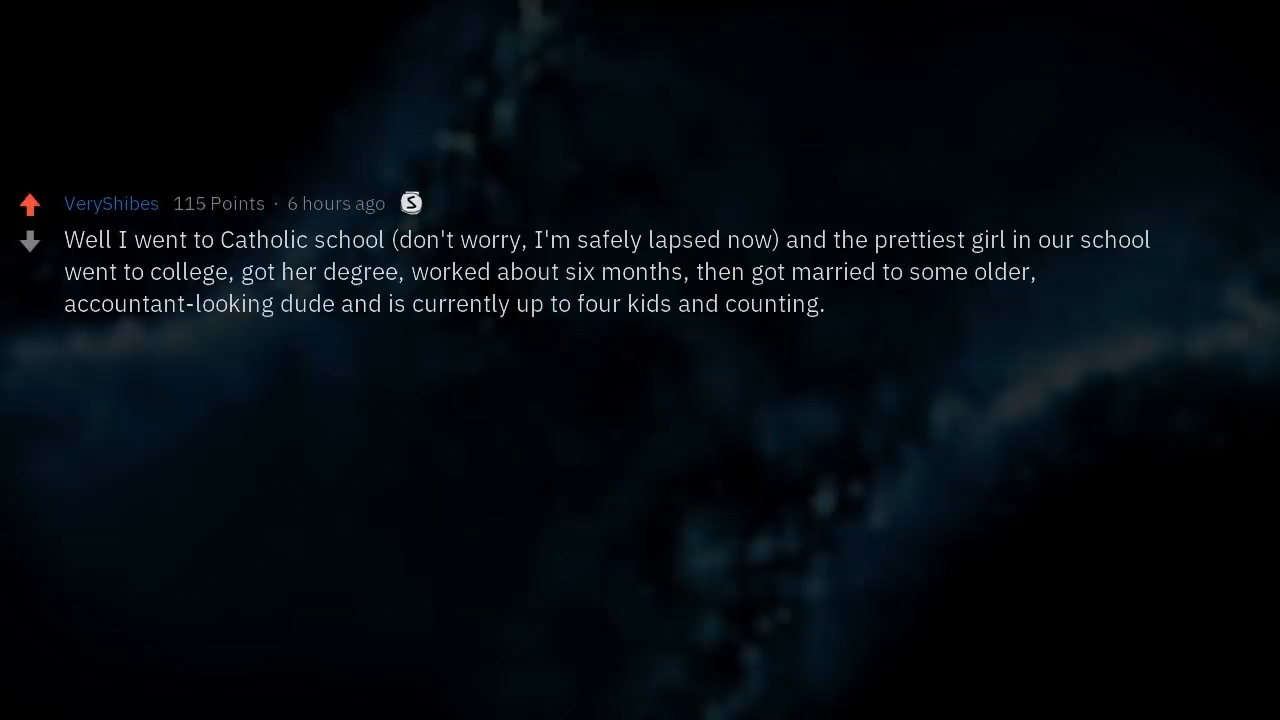 VeryShibes 115 Points · 6 hours ago S
Well I went to Catholic school (don't worry, I'm safely lapsed now) and the prettiest girl in our school
went to college, got her degree, worked about six months, then got married to some older,
accountant-looking dude and is currently up to four kids and counting.